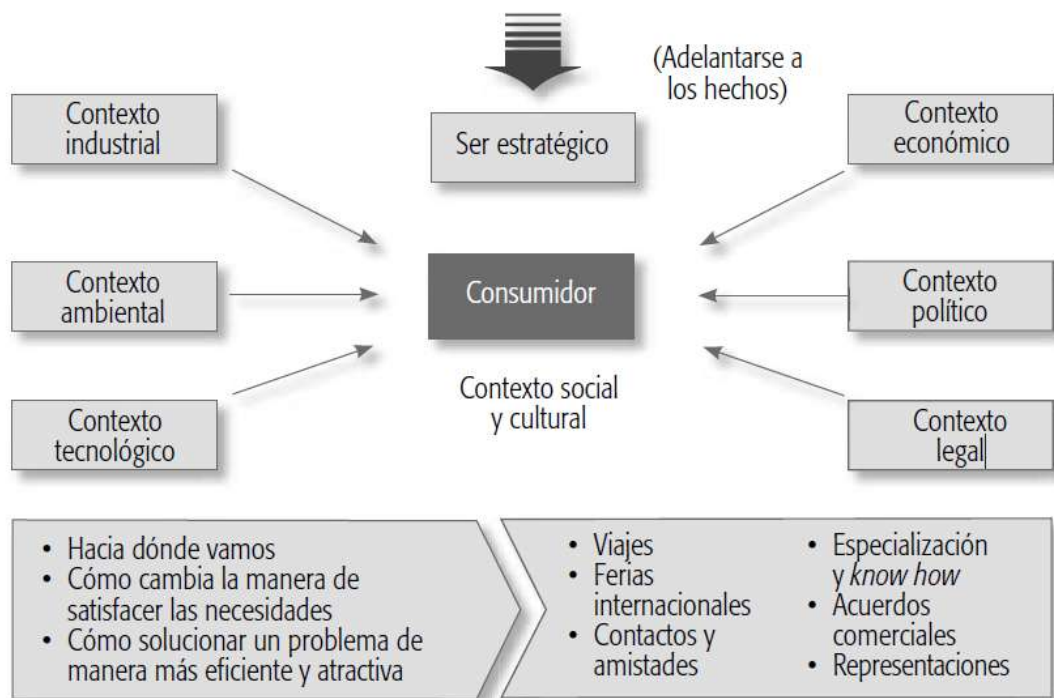 (Adelantarse a
los hechos)
Contexto
industrial
Ser estratégico
Contexto
económico
Contexto
ambiental
Consumidor
Contexto
político
Contexto social
y cultural
Contexto
tecnológico
Contexto
legal
• Hacia dónde vamos
• Cómo cambia la manera de
satisfacer las necesidades
• Cómo solucionar un problema de
manera más eficiente y atractiva
• Viajes
• Ferias
internacionales
• Contactos y
amistades
• Especialización
y know how
• Acuerdos
comerciales
• Representaciones